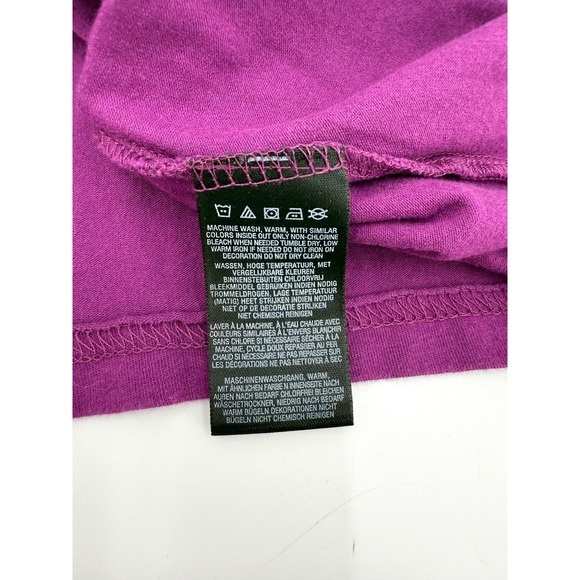 MACHINE WASH, WARM, WITH SIMILAR
COLORS INSIDE OUT ONLY NON-CHLORINE
BLEACH WHEN NEEDED TUMBLE DRY, LOW
WARM IRON IF NEEDED DO NOT IRON ON
DECORATION DO NOT DRY CLEAN
WASSEN, HOGE TEMPERATUUR, MET
VERGELIJKBARE KLEUREN
BINNENSTEBUITEN CHLOORVRIJ
BLEEKMIDDEL GEBRUIKEN INDIEN NODIG
TROMMELDROGEN, LAGE TEMPERATUUR
(MATIG) HEET STRIJKEN INDIEN NODIG
NIET OP DE DECORATIE STRIJKEN
NIET CHEMISCH REINIGEN
LAVER À LA MACHINE, À L'EAU CHAUDE AVEC
COULEURS SIMILAIRES À L'ENVERS BLANCHIR
SANS CHLORE SI NÉCESSAIRE SÉCHER À LA
MACHINE, CYCLE DOUX REPASSER AU FER
CHAUD SI NÉCESSAIRE NE PAS REPASSER SUR
LES DÉCORATIONS NE PAS NETTOYER À SEC
MASCHINENWASCHGANG, WARM,
MIT ÄHNLICHEN FARBEN INNENSEITE NACH
AUßEN NACH BEDARF CHLORFREI BLEICHEN
WÄSCHETROCKNER, NIEDRIG NACH BEDARF
WARM BÜGELN DEKORATIONEN NICHT
BÜGELN NICHT CHEMISCH REINIGEN